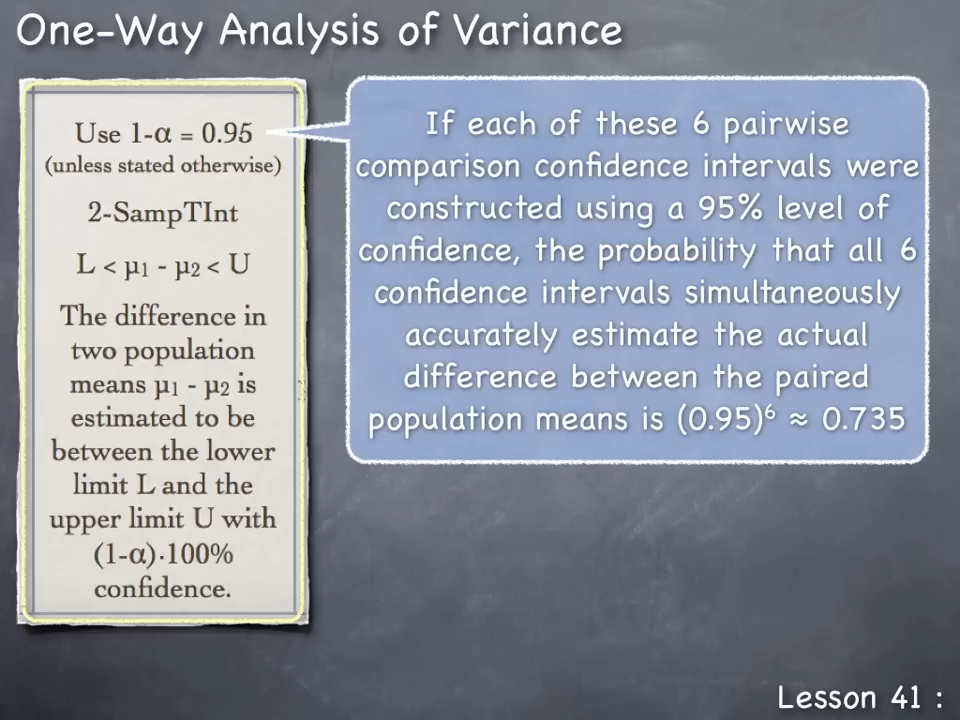 One-Way Analysis of Variance
Use 1-α = 0.95
(unless stated otherwise)
2-SampTInt
L < μ₁ - μ₂ < U
The difference in
two population
means μ₁ - μ₂ is
estimated to be
between the lower
limit L and the
upper limit U with
(1-α)·100%
confidence.
If each of these 6 pairwise
comparison confidence intervals were
constructed using a 95% level of
confidence, the probability that all 6
confidence intervals simultaneously
accurately estimate the actual
difference between the paired
population means is (0.95)⁶ ≈ 0.735
Lesson 41 :